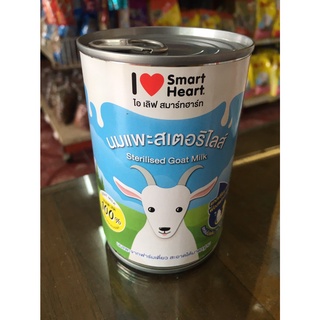 I ❤ Smart
Heart
ไอ เลิฟ สมาร์ทฮาร์ท
นมแพะสเตอริไลส์
Sterilised Goat Milk
100%